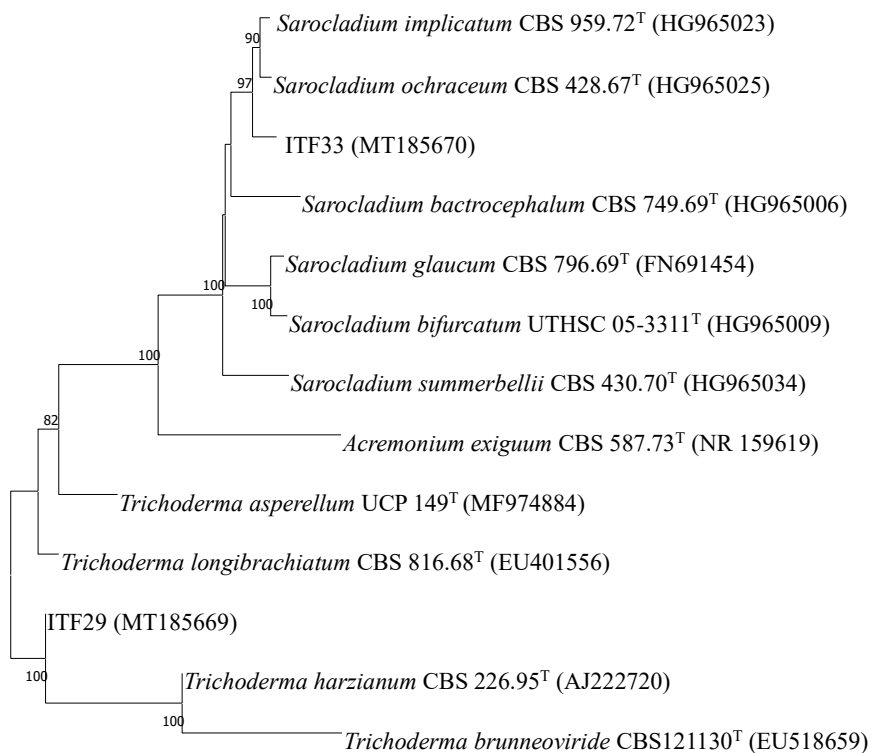 90
Sarocladium implicatum CBS 959.72ᵀ (HG965023)
97
Sarocladium ochraceum CBS 428.67ᵀ (HG965025)
ITF33 (MT185670)
Sarocladium bactrocephalum CBS 749.69ᵀ (HG965006)
Sarocladium glaucum CBS 796.69ᵀ (FN691454)
100
100
Sarocladium bifurcatum UTHSC 05-3311ᵀ (HG965009)
100
Sarocladium summerbellii CBS 430.70ᵀ (HG965034)
82
Acremonium exiguum CBS 587.73ᵀ (NR 159619)
Trichoderma asperellum UCP 149ᵀ (MF974884)
Trichoderma longibrachiatum CBS 816.68ᵀ (EU401556)
ITF29 (MT185669)
100
Trichoderma harzianum CBS 226.95ᵀ (AJ222720)
100
Trichoderma brunneoviride CBS121130ᵀ (EU518659)